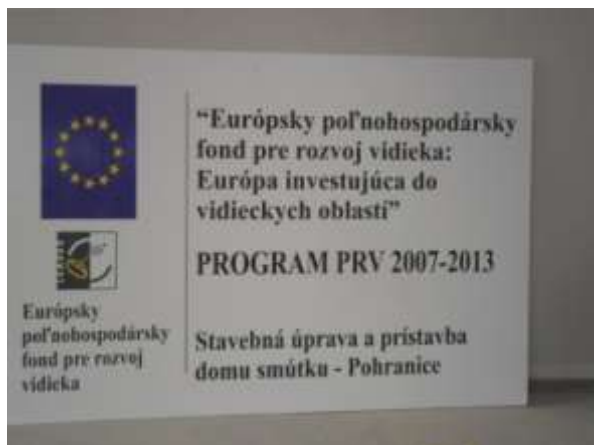 “Európsky poľnohospodársky
fond pre rozvoj vidieka:
Európa investujúca do
vidieckych oblastí”
PROGRAM PRV 2007-2013
Stavebná úprava a prístavba
domu smútku - Pohranice
Európsky
poľnohospodársky
fond pre rozvoj
vidieka